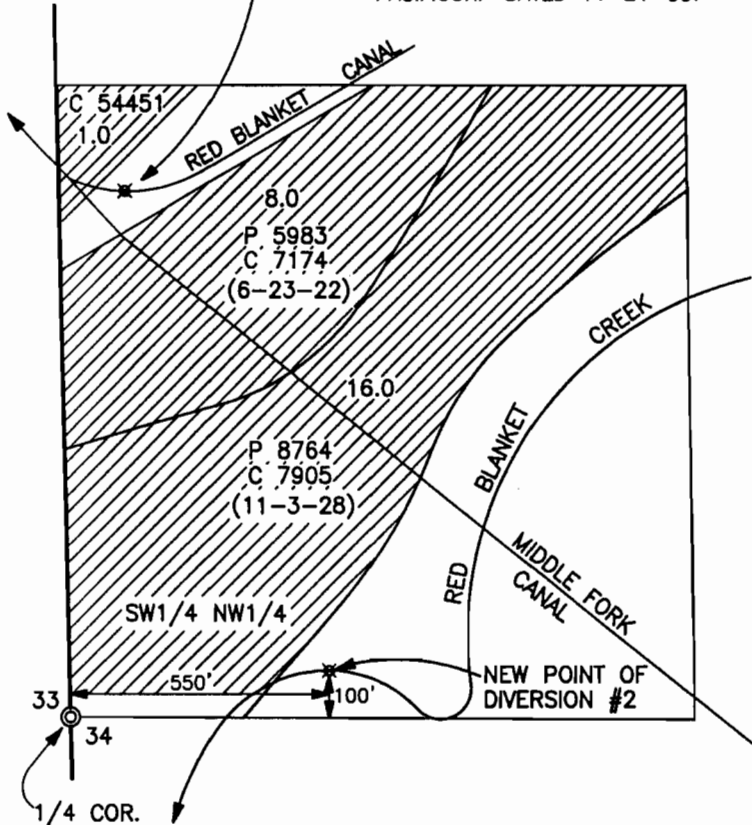 C 54451
1.0
RED BLANKET CANAL
8.0
P 5983
C 7174
(6-23-22)
CREEK
16.0
BLANKET
P 8764
C 7905
(11-3-28)
MIDDLE FORK
CANAL
RED
SW1/4 NW1/4
550'
100'
NEW POINT OF
DIVERSION #2
33
34
1/4 COR.